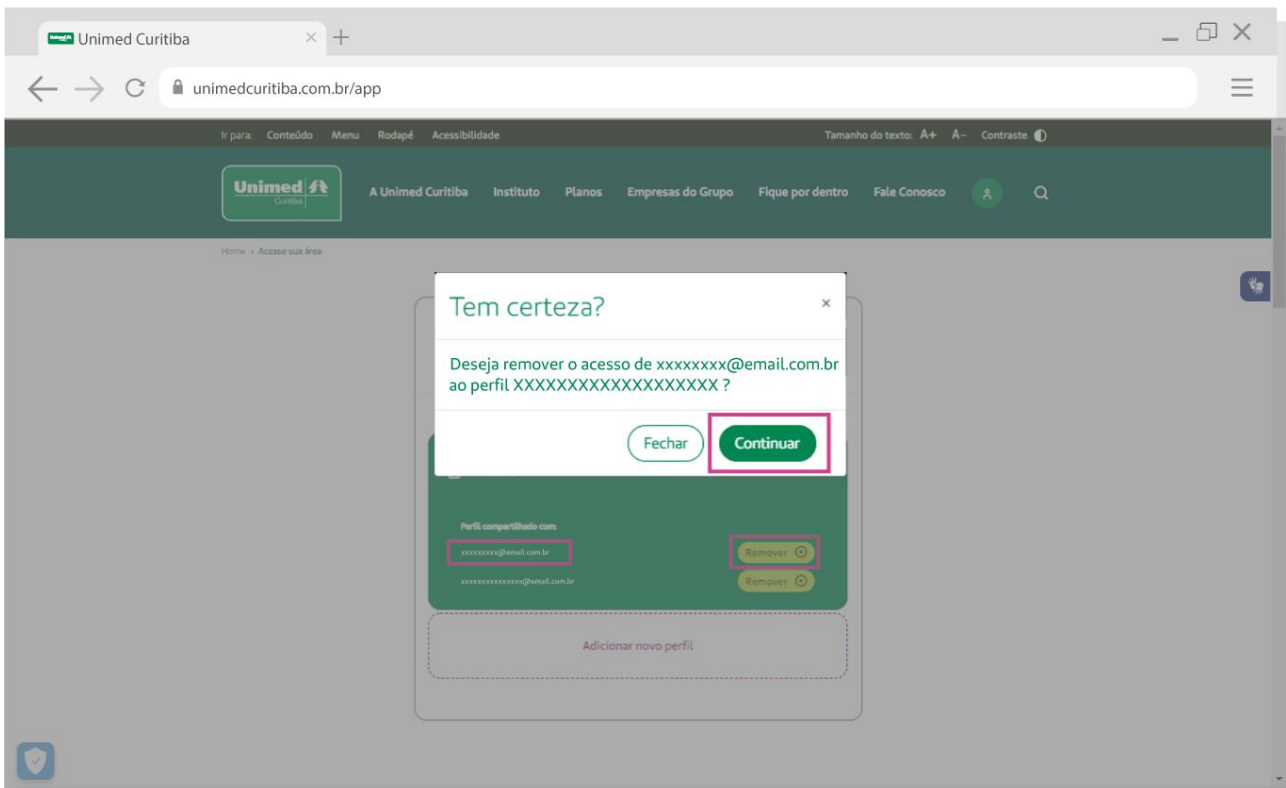 Unimed Curitiba
unimedcuritiba.com.br/app
Ir para: Conteúdo Menu Rodapé Acessibilidade
Tamanho do texto: A+ A- Contraste
Unimed
Curitiba
A Unimed Curitiba Instituto Planos Empresas do Grupo Fique por dentro Fale Conosco
Home > Acesse sua área
Tem certeza? ×
Deseja remover o acesso de xxxxxxxx@email.com.br
ao perfil XXXXXXXXXXXXXXXXXXX ?
Fechar Continuar
Perfil compartilhado com:
xxxxxxxxx@email.com.br Remover
xxxxxxxxxxxxxx@email.com.br Remover
Adicionar novo perfil